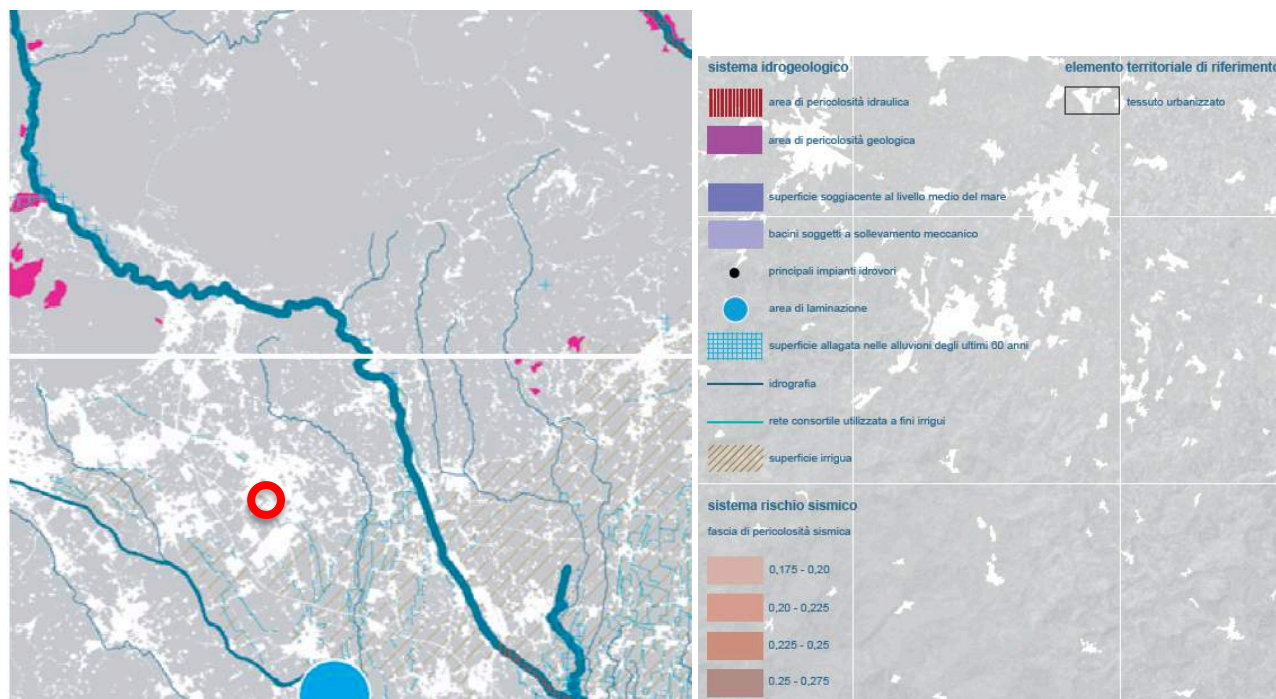 sistema idrogeologico
elemento territoriale di riferimento
area di pericolosità idraulica
tessuto urbanizzato
area di pericolosità geologica
superficie soggiacente al livello medio del mare
bacini soggetti a sollevamento meccanico
principali impianti idrovori
area di laminazione
superficie allagata nelle alluvioni degli ultimi 60 anni
idrografia
rete consortile utilizzata a fini irrigui
superficie irrigua
sistema rischio sismico
fascia di pericolosità sismica
0,175 - 0,20
0,20 - 0,225
0,225 - 0,25
0.25 - 0,275